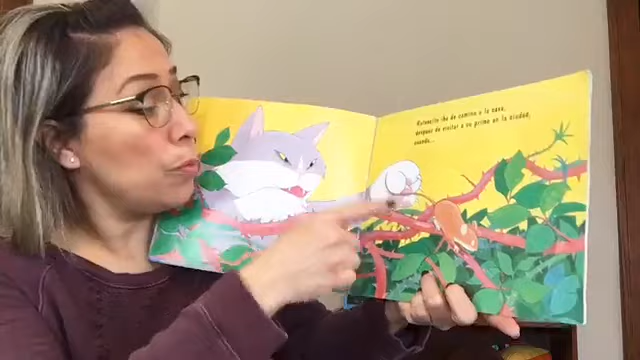 Ratoncito iba de camino a la casa,
después de visitar a su primo en la ciudad,
cuando...